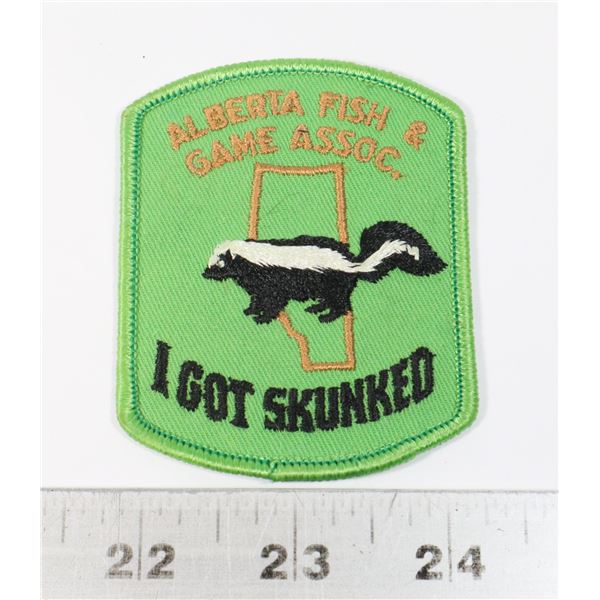 ALBERTA FISH &
GAME ASSOC.
I GOT SKUNKED
22 23 24